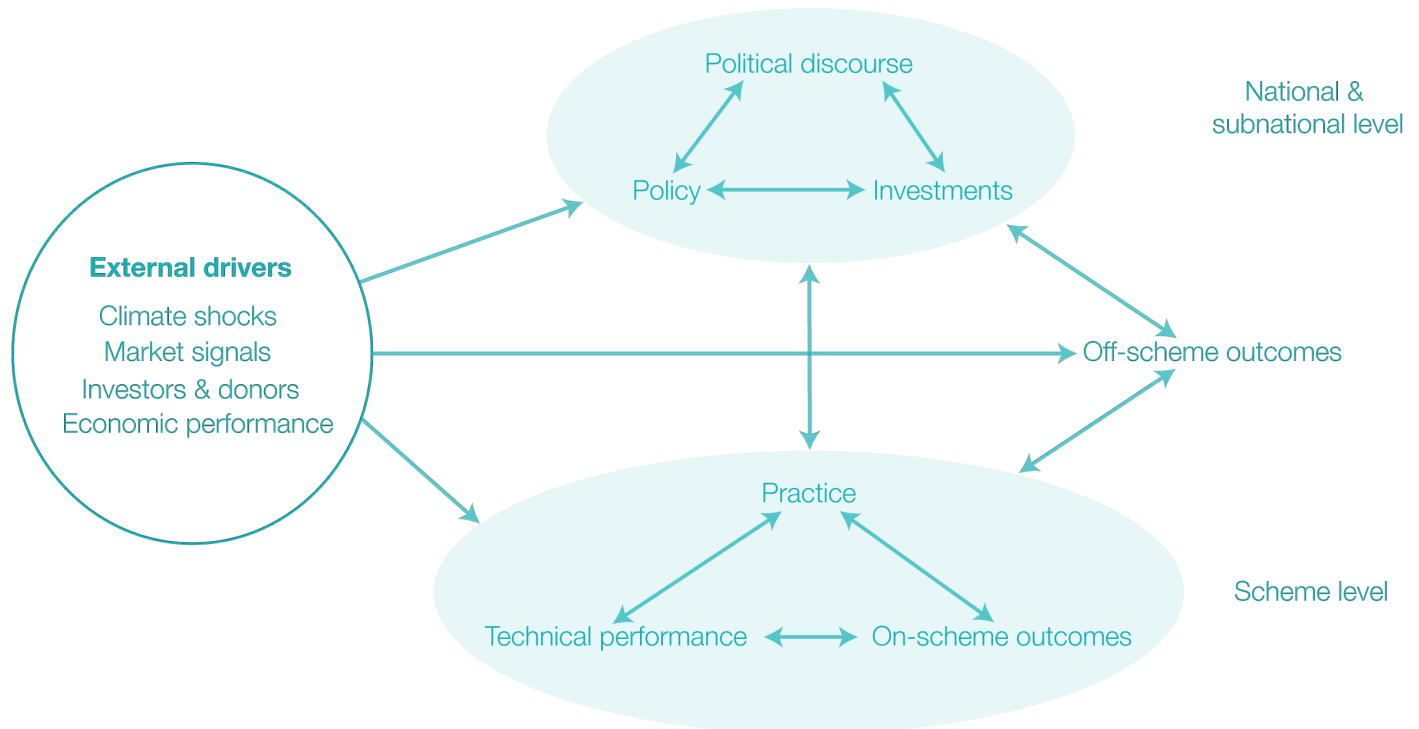 Political discourse
National &
subnational level
Policy
Investments
External drivers
Climate shocks
Market signals
Investors & donors
Economic performance
Off-scheme outcomes
Practice
Scheme level
Technical performance
On-scheme outcomes